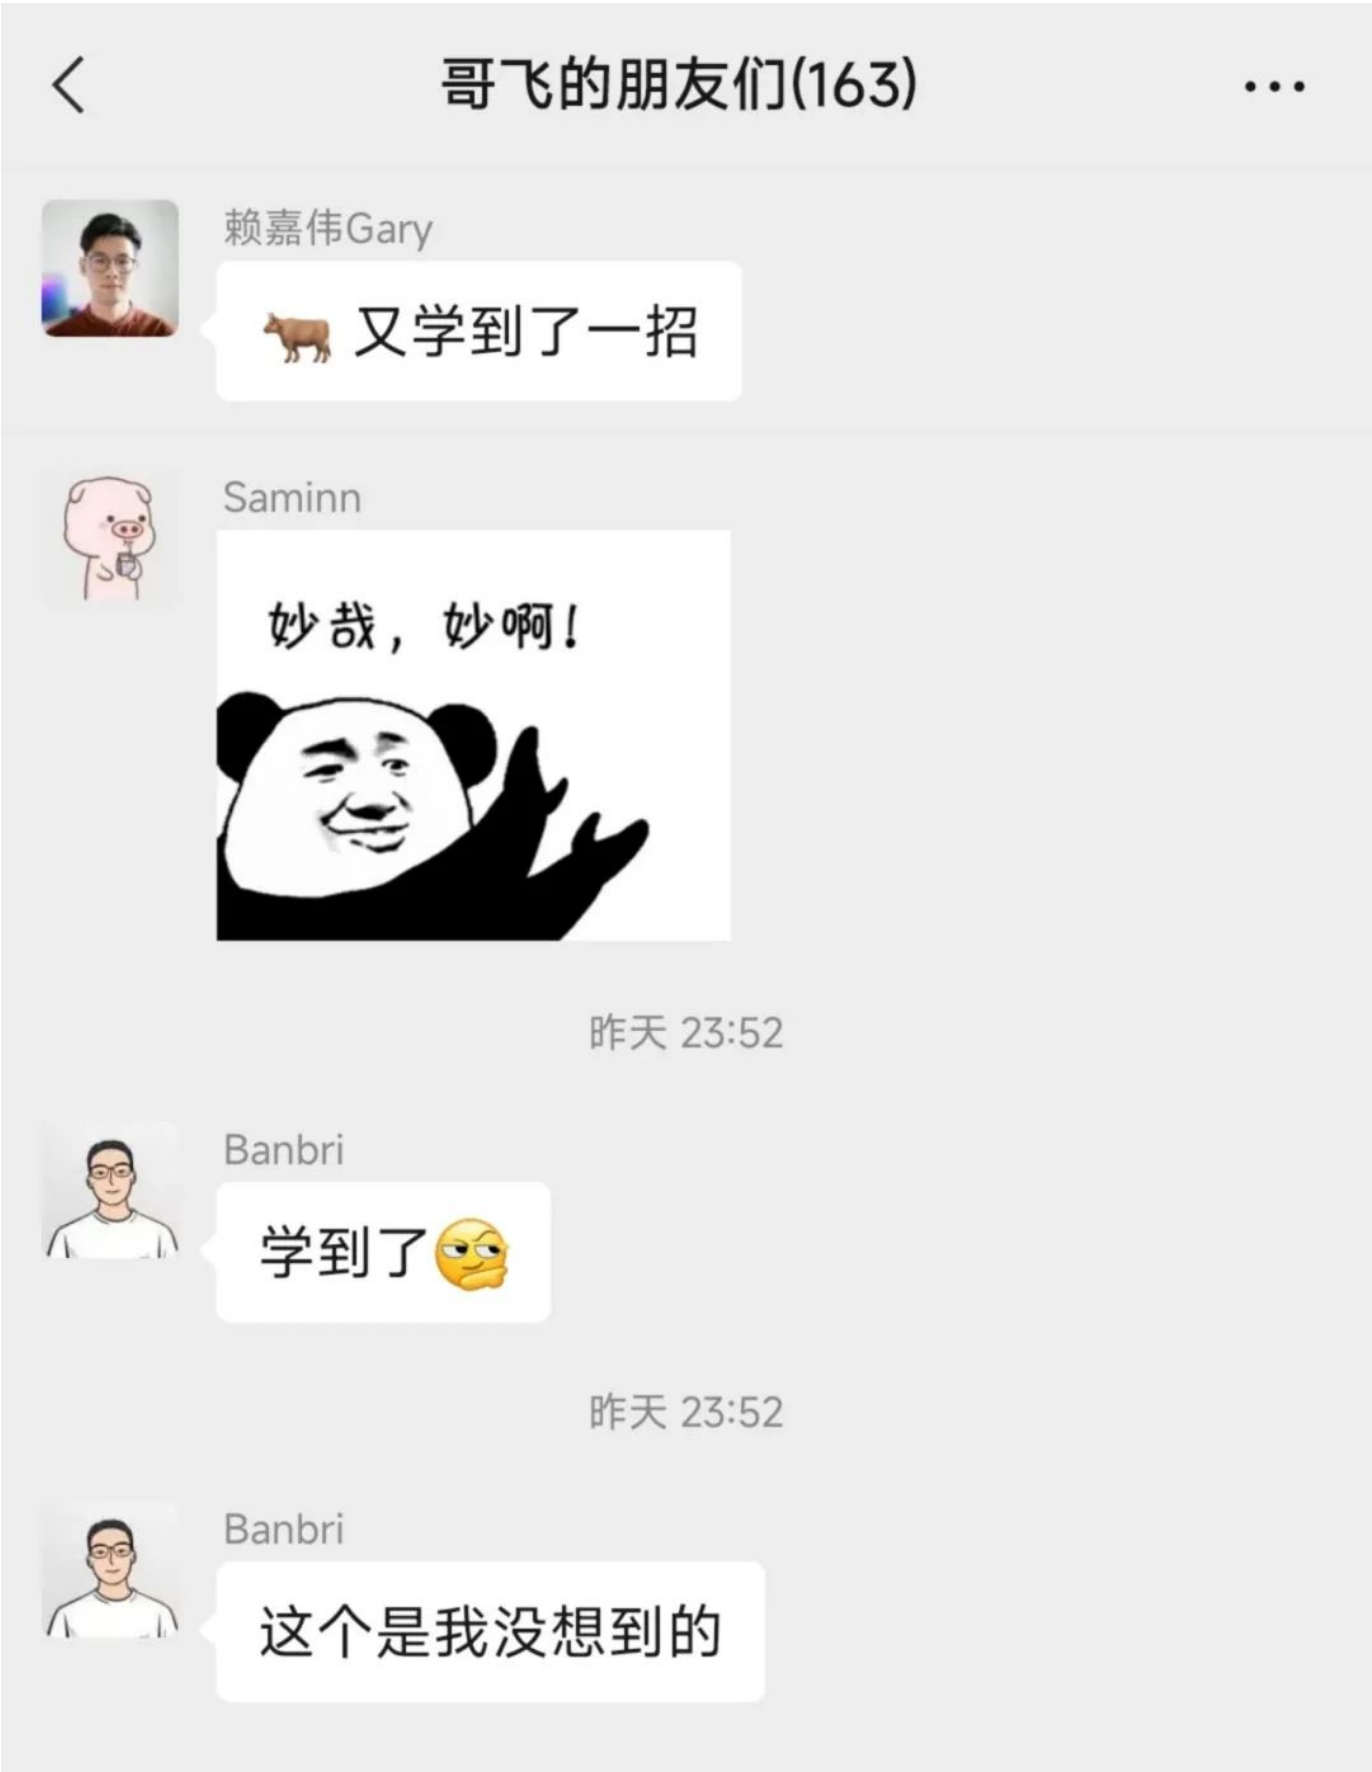 哥飞的朋友们(163)
赖嘉伟Gary
🐂 又学到了一招
Saminn
妙哉，妙啊！
昨天 23:52
Banbri
学到了
昨天 23:52
Banbri
这个是我没想到的